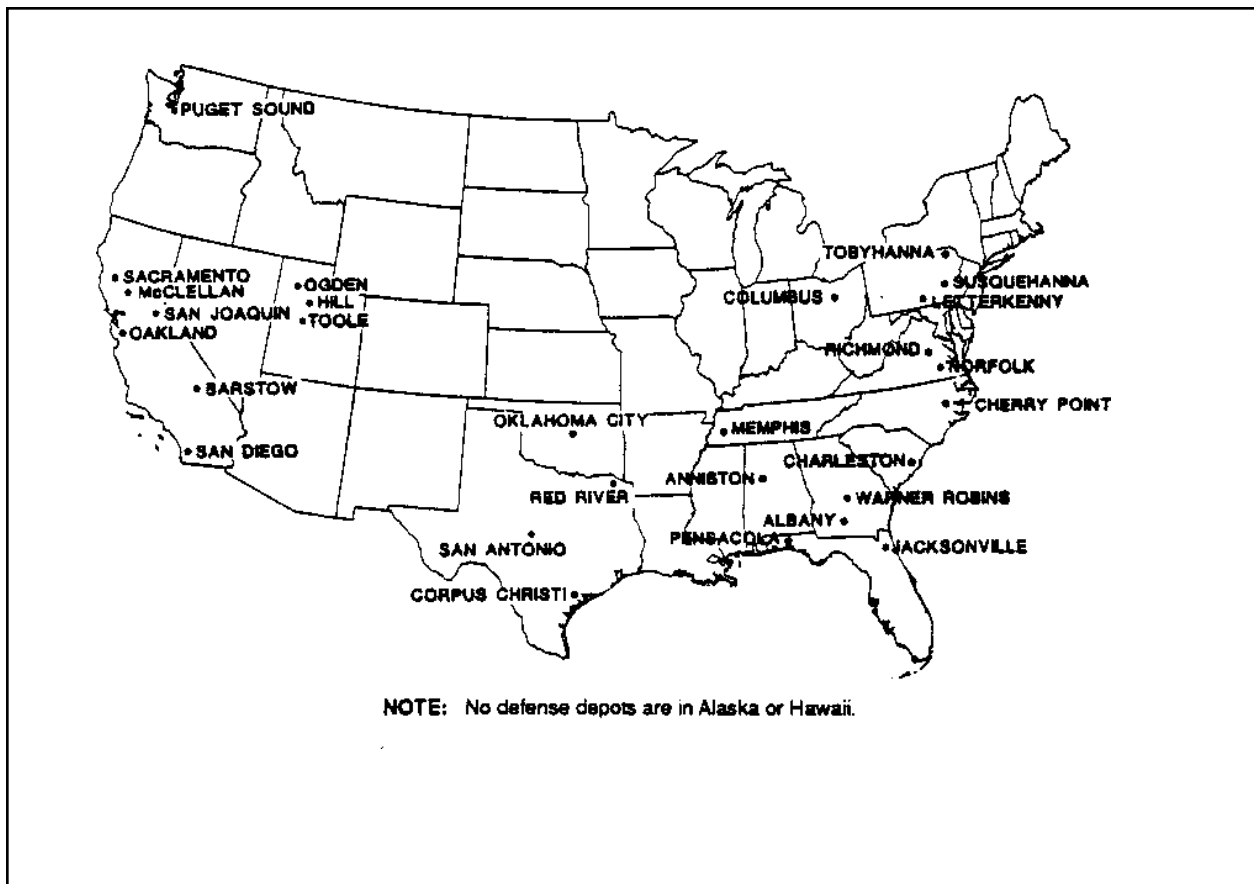 PUGET SOUND
TOBYHANNA
SACRAMENTO
OGDEN
SUSQUEHANNA
McCLELLAN
HILL
COLUMBUS
LETTERKENNY
SAN JOAQUIN
TOOLE
OAKLAND
RICHMOND
NORFOLK
BARSTOW
CHERRY POINT
OKLAHOMA CITY
MEMPHIS
SAN DIEGO
CHARLESTON
ANNISTON
RED RIVER
WARNER ROBINS
ALBANY
PENSACOLA
SAN ANTONIO
JACKSONVILLE
CORPUS CHRISTI
NOTE: No defense depots are in Alaska or Hawaii.